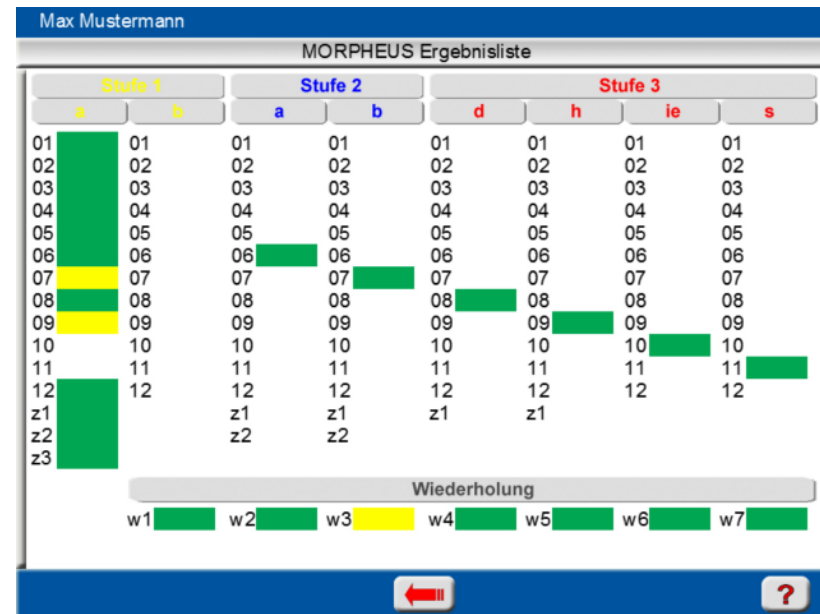 Max Mustermann
MORPHEUS Ergebnisliste
Stufe 1 Stufe 2 Stufe 3
a b a b d h ie s
01 01 01 01 01 01 01 01
02 02 02 02 02 02 02 02
03 03 03 03 03 03 03 03
04 04 04 04 04 04 04 04
05 05 05 05 05 05 05 05
06 06 06 06 06 06 06 06
07 07 07 07 07 07 07 07
08 08 08 08 08 08 08 08
09 09 09 09 09 09 09 09
10 10 10 10 10 10 10 10
11 11 11 11 11 11 11 11
12 12 12 12 12 12 12 12
z1 z1 z1 z1 z1
z2 z2 z2
z3
Wiederholung
w1 w2 w3 w4 w5 w6 w7
?